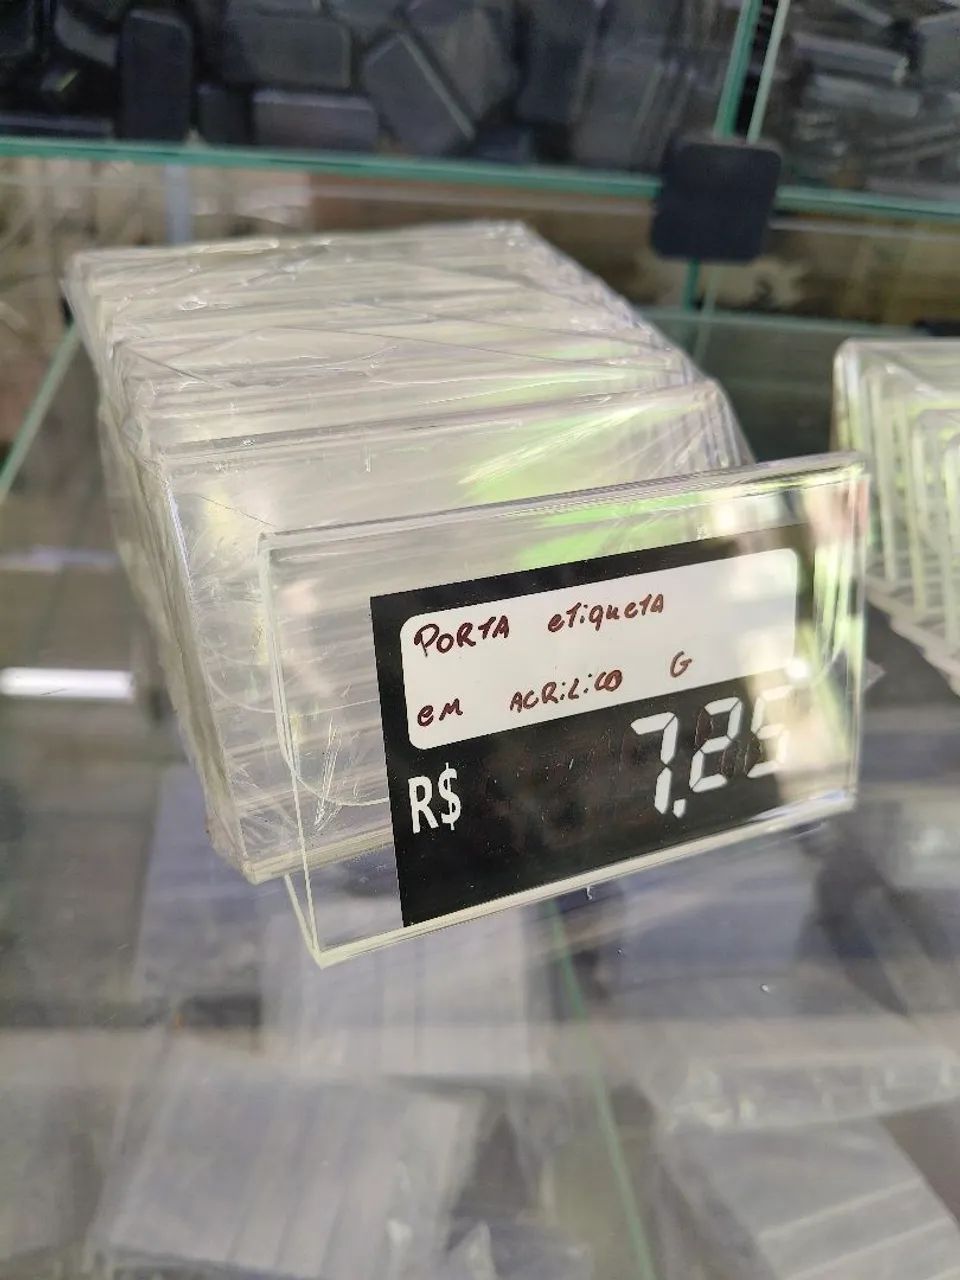 PORTA etiqueta
em ACRiLiCO G
R$ 7,25